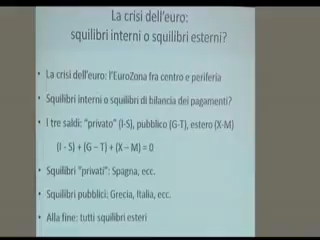 La crisi dell'euro:
squilibri interni o squilibri esterni?
• La crisi dell'euro: l'EuroZona fra centro e periferia
• Squilibri interni o squilibri di bilancia dei pagamenti?
• I tre saldi: "privato" (I-S), pubblico (G-T), estero (X-M)
(I - S) + (G – T) + (X – M) = 0
• Squilibri "privati": Spagna, ecc.
• Squilibri pubblici: Grecia, Italia, ecc.
• Alla fine: tutti squilibri esteri